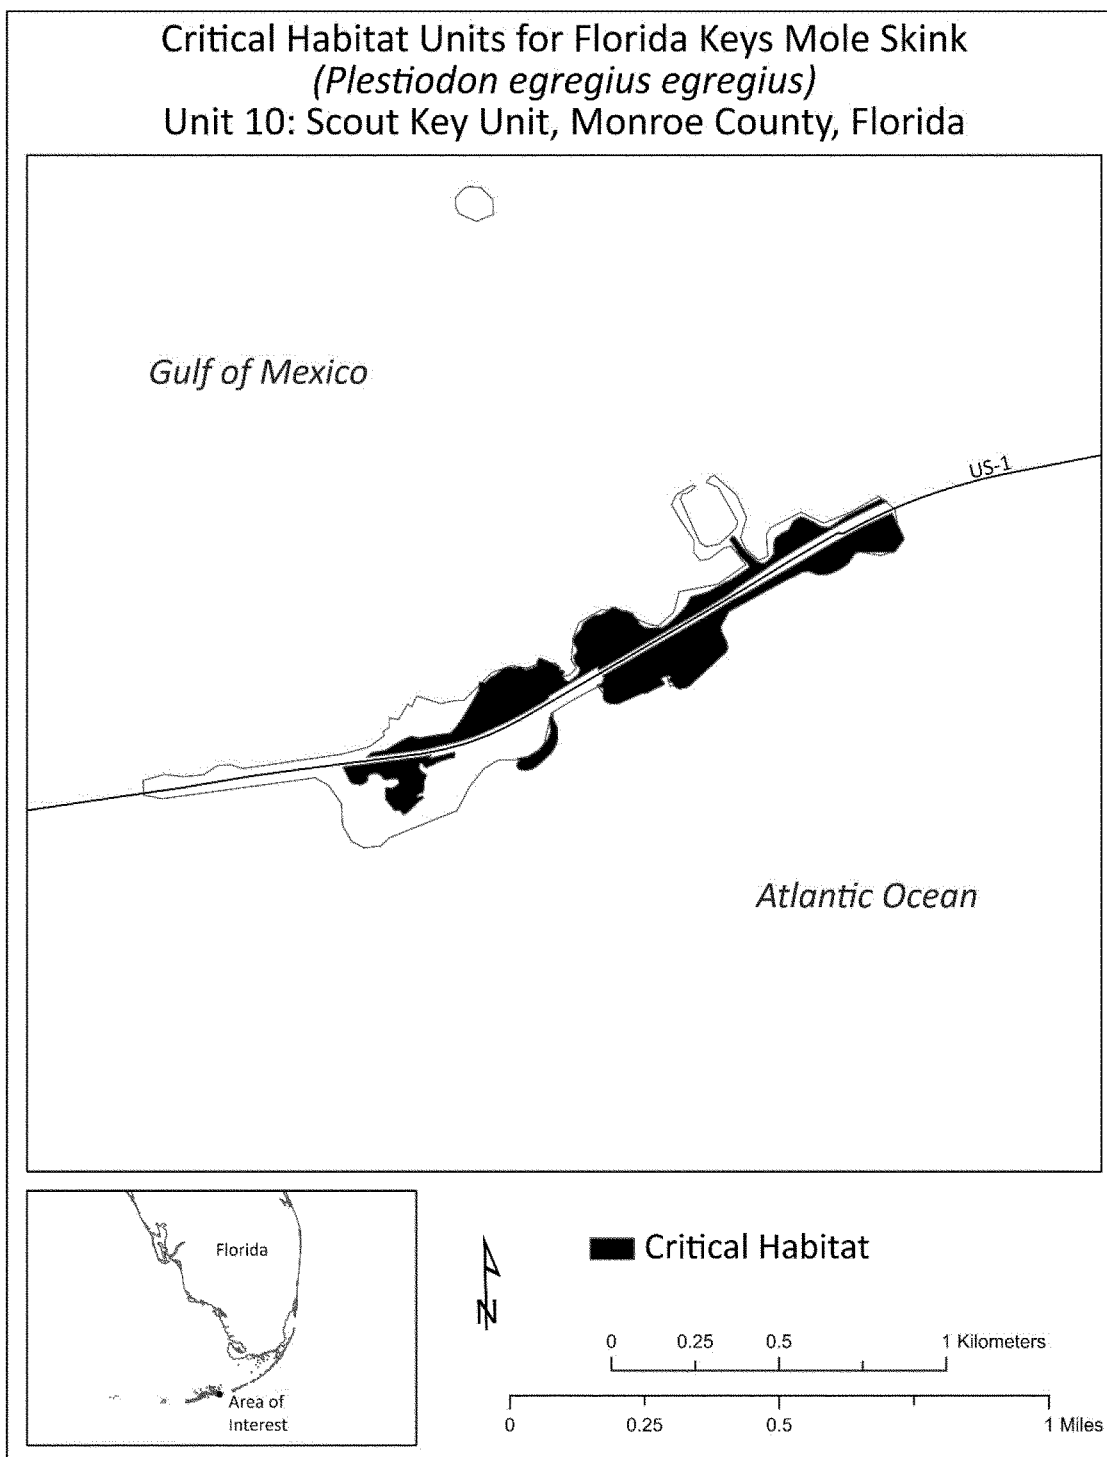 Critical Habitat Units for Florida Keys Mole Skink
(Plestiodon egregius egregius)
Unit 10: Scout Key Unit, Monroe County, Florida
Gulf of Mexico
US-1
Atlantic Ocean
Florida
Area of
Interest
N
Critical Habitat
0 0.25 0.5 1 Kilometers
0 0.25 0.5 1 Miles